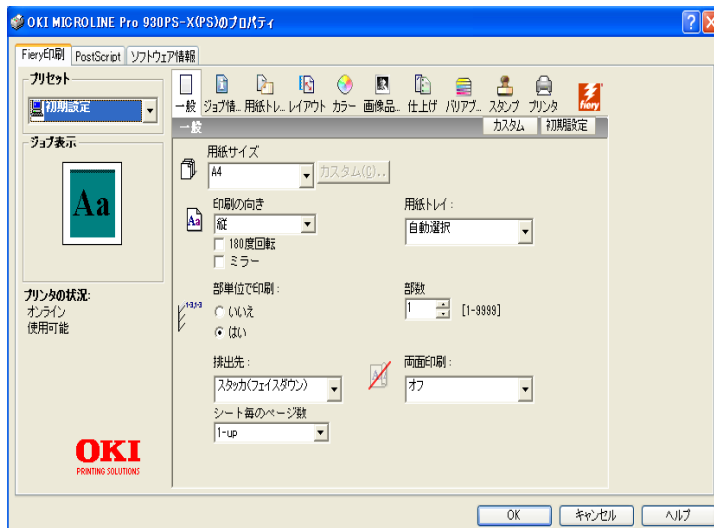 OKI MICROLINE Pro 930PS-X(PS)のプロパティ
Fiery印刷 PostScript ソフトウェア情報
プリセット
初期設定
ジョブ表示
Aa
プリンタの状況:
オンライン
使用可能
OKI
PRINTING SOLUTIONS
一般 ジョブ情.. 用紙トレ.. レイアウト カラー 画像品.. 仕上げ バリアブ.. スタンプ プリンタ fiery
一般 カスタム 初期設定
用紙サイズ
A4 カスタム(C)..
印刷の向き
縦
180度回転
ミラー
用紙トレイ:
自動選択
部単位で印刷:
いいえ
はい
部数
1 [1-9999]
排出先:
スタッカ(フェイスダウン)
両面印刷:
オフ
シート毎のページ数
1-up
OK キャンセル ヘルプ